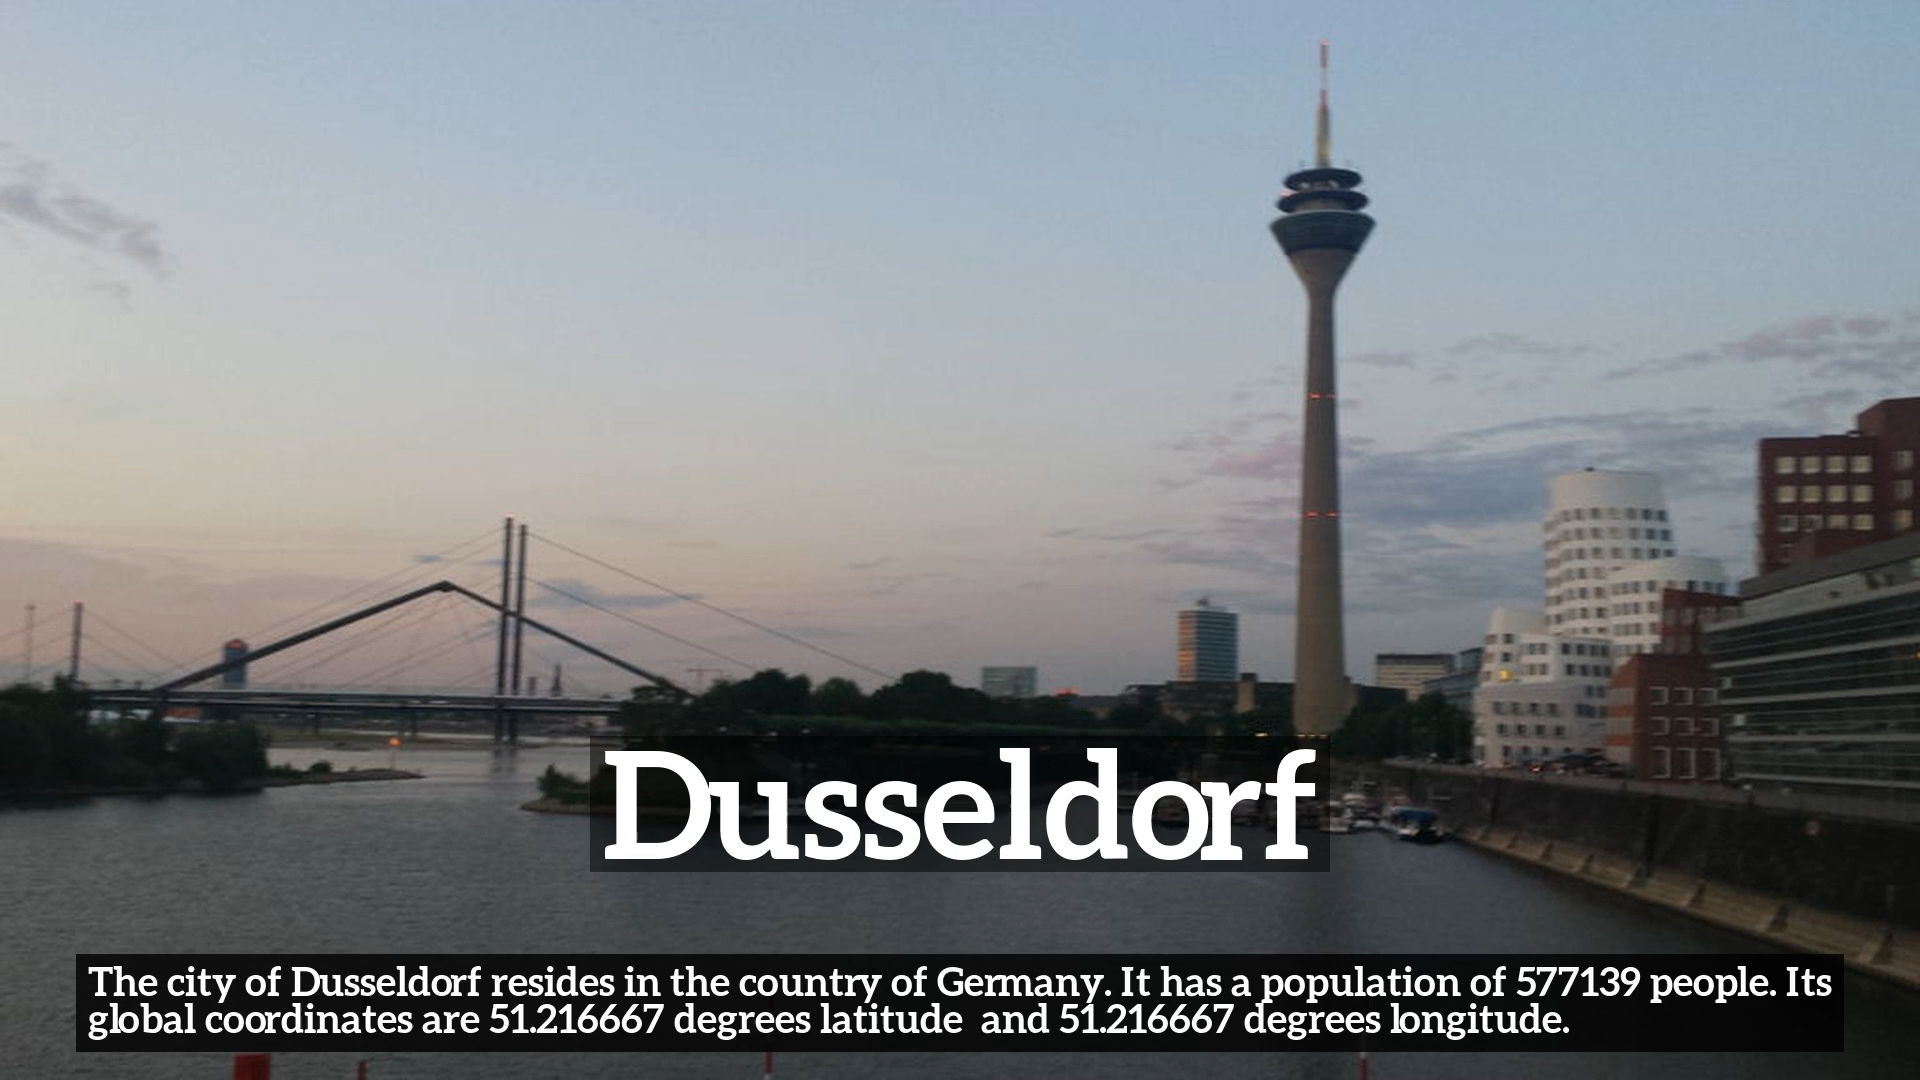 Dusseldorf
The city of Dusseldorf resides in the country of Germany. It has a population of 577139 people. Its
global coordinates are 51.216667 degrees latitude  and 51.216667 degrees longitude.